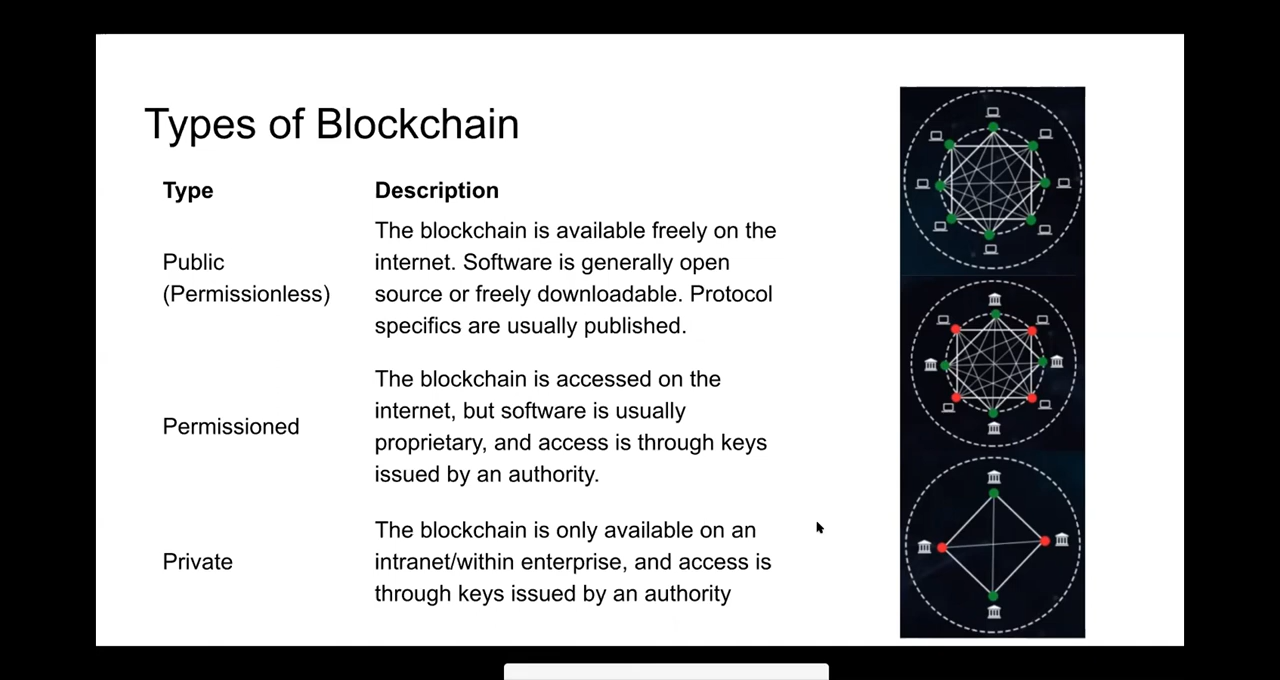 Types of Blockchain
Type
Description
Public
(Permissionless)
The blockchain is available freely on the
internet. Software is generally open
source or freely downloadable. Protocol
specifics are usually published.
Permissioned
The blockchain is accessed on the
internet, but software is usually
proprietary, and access is through keys
issued by an authority.
Private
The blockchain is only available on an
intranet/within enterprise, and access is
through keys issued by an authority